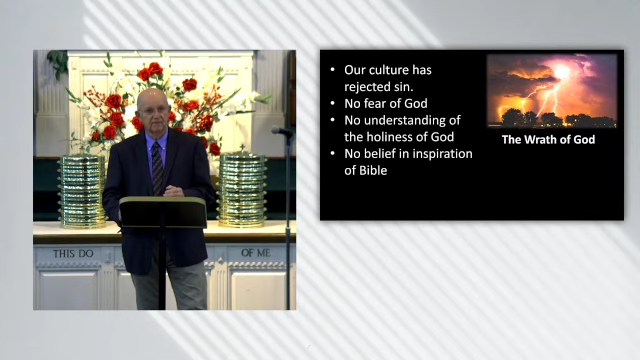 • Our culture has
rejected sin.
• No fear of God
• No understanding of
the holiness of God
• No belief in inspiration
of Bible
The Wrath of God
THIS DO
OF ME